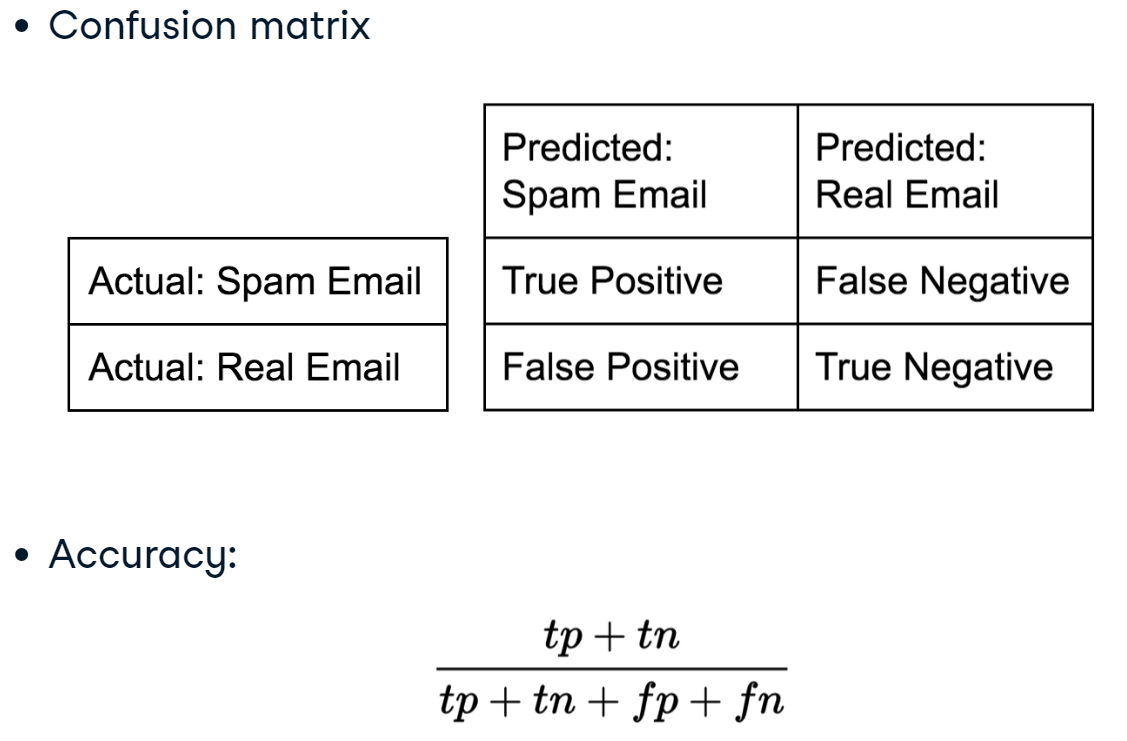 • Confusion matrix
Predicted: Predicted:
Spam Email Real Email
Actual: Spam Email True Positive False Negative
Actual: Real Email False Positive True Negative
• Accuracy:
tp + tn
tp + tn + fp + fn